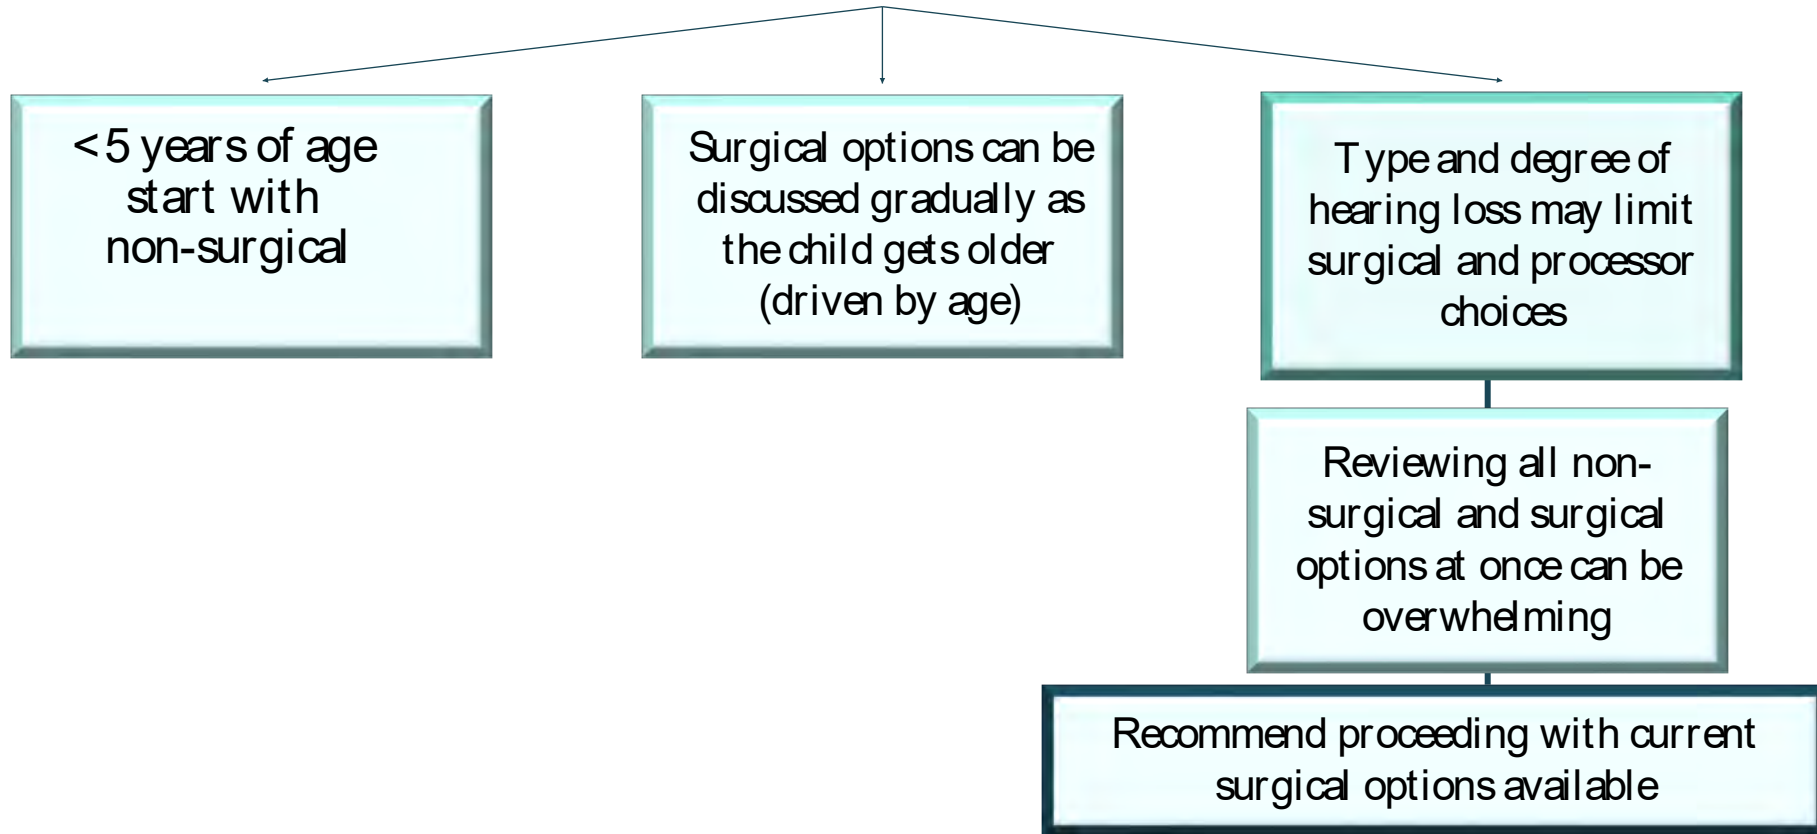 <5 years of age
start with
non-surgical
Surgical options can be
discussed gradually as
the child gets older
(driven by age)
Type and degree of
hearing loss may limit
surgical and processor
choices
Reviewing all non-
surgical and surgical
options at once can be
overwhelming
Recommend proceeding with current
surgical options available